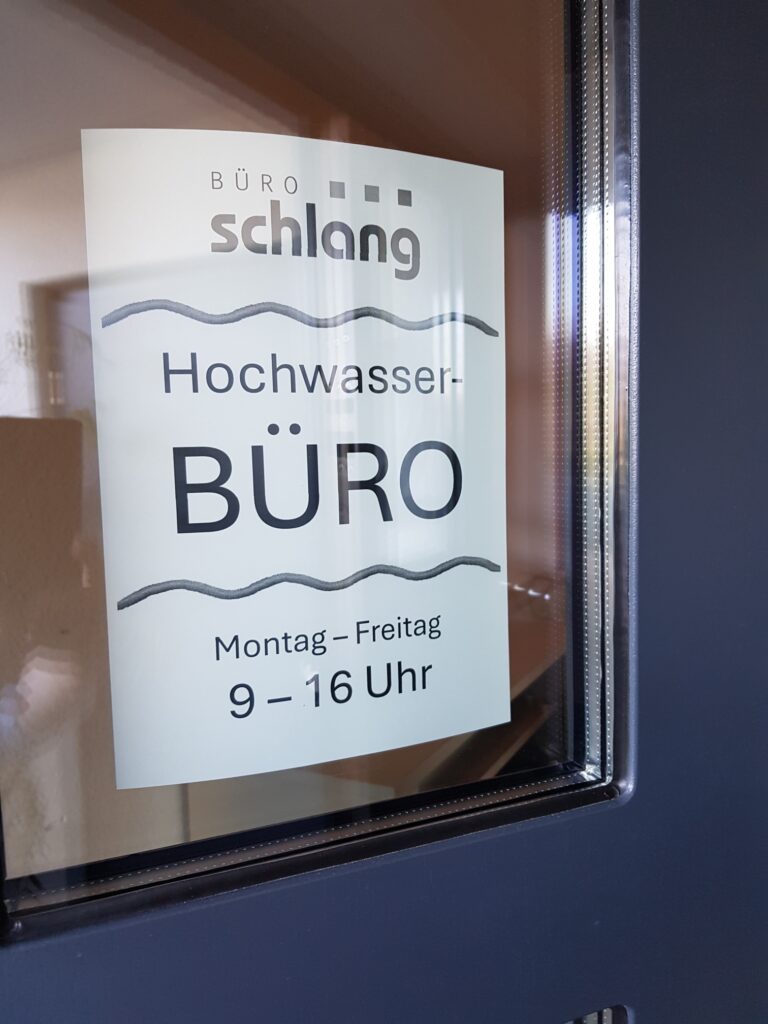 BÜRO
schlang
Hochwasser-
BÜRO
Montag – Freitag
9 – 16 Uhr